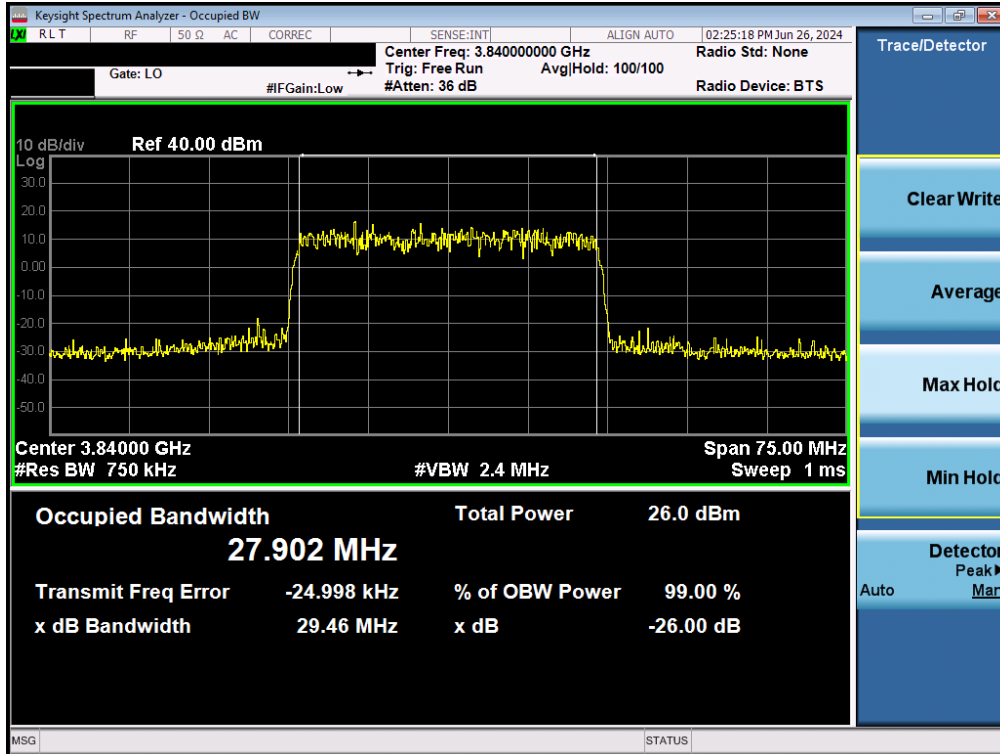 Keysight Spectrum Analyzer - Occupied BW
LXI RLT RF 50 Ω AC CORREC SENSE:INT ALIGN AUTO 02:25:18 PM Jun 26, 2024
Center Freq: 3.840000000 GHz Radio Std: None
Gate: LO Trig: Free Run Avg|Hold: 100/100
#IFGain:Low #Atten: 36 dB Radio Device: BTS
Trace/Detector
10 dB/div Ref 40.00 dBm
Log
30.0
20.0
10.0
0.00
-10.0
-20.0
-30.0
-40.0
-50.0
Center 3.84000 GHz Span 75.00 MHz
#Res BW 750 kHz #VBW 2.4 MHz Sweep 1 ms
Occupied Bandwidth Total Power 26.0 dBm
27.902 MHz
Transmit Freq Error -24.998 kHz % of OBW Power 99.00 %
x dB Bandwidth 29.46 MHz x dB -26.00 dB
Clear Write
Average
Max Hold
Min Hold
Detector
Peak
Auto Man
MSG STATUS